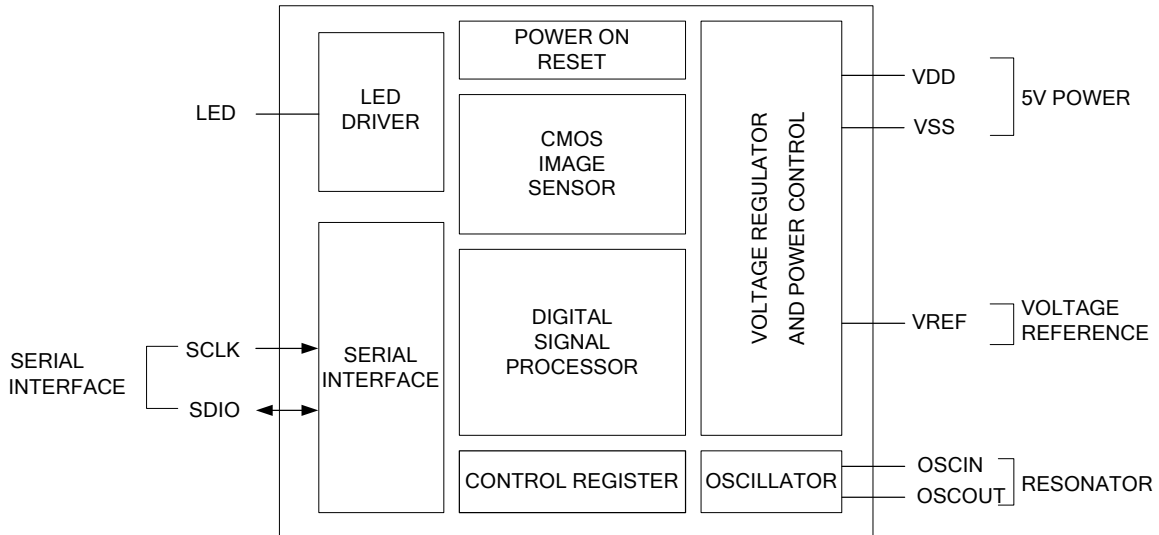 POWER ON
RESET
LED
LED
DRIVER
CMOS
IMAGE
SENSOR
VOLTAGE REGULATOR
AND POWER CONTROL
VDD
VSS
5V POWER
SERIAL
INTERFACE
SCLK
SDIO
SERIAL
INTERFACE
DIGITAL
SIGNAL
PROCESSOR
VREF
VOLTAGE
REFERENCE
CONTROL REGISTER
OSCILLATOR
OSCIN
OSCOUT
RESONATOR